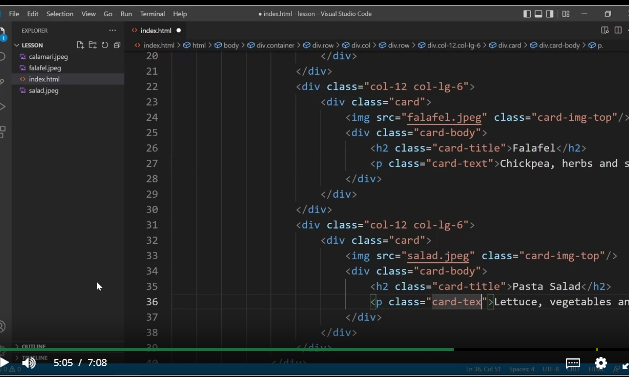 File Edit Selection View Go Run Terminal Help
● index.html - lesson - Visual Studio Code
EXPLORER
index.html ●
LESSON
calamari.jpeg
falafel.jpeg
index.html
salad.jpeg
index.html > html > body > div.container > div.row > div.col > div.row > div.col-12.col-lg-6 > div.card > div.card-body > p.
20 </div>
21 </div>
22 <div class="col-12 col-lg-6">
23 <div class="card">
24 <img src="falafel.jpeg" class="card-img-top"/>
25 <div class="card-body">
26 <h2 class="card-title">Falafel</h2>
27 <p class="card-text">Chickpea, herbs and s
28 </div>
29 </div>
30 </div>
31 <div class="col-12 col-lg-6">
32 <div class="card">
33 <img src="salad.jpeg" class="card-img-top"/>
34 <div class="card-body">
35 <h2 class="card-title">Pasta Salad</h2>
36 <p class="card-tex">Lettuce, vegetables an
37 </div>
38 </div>
39 </div>
40 </div>
OUTLINE
5:05 / 7:08